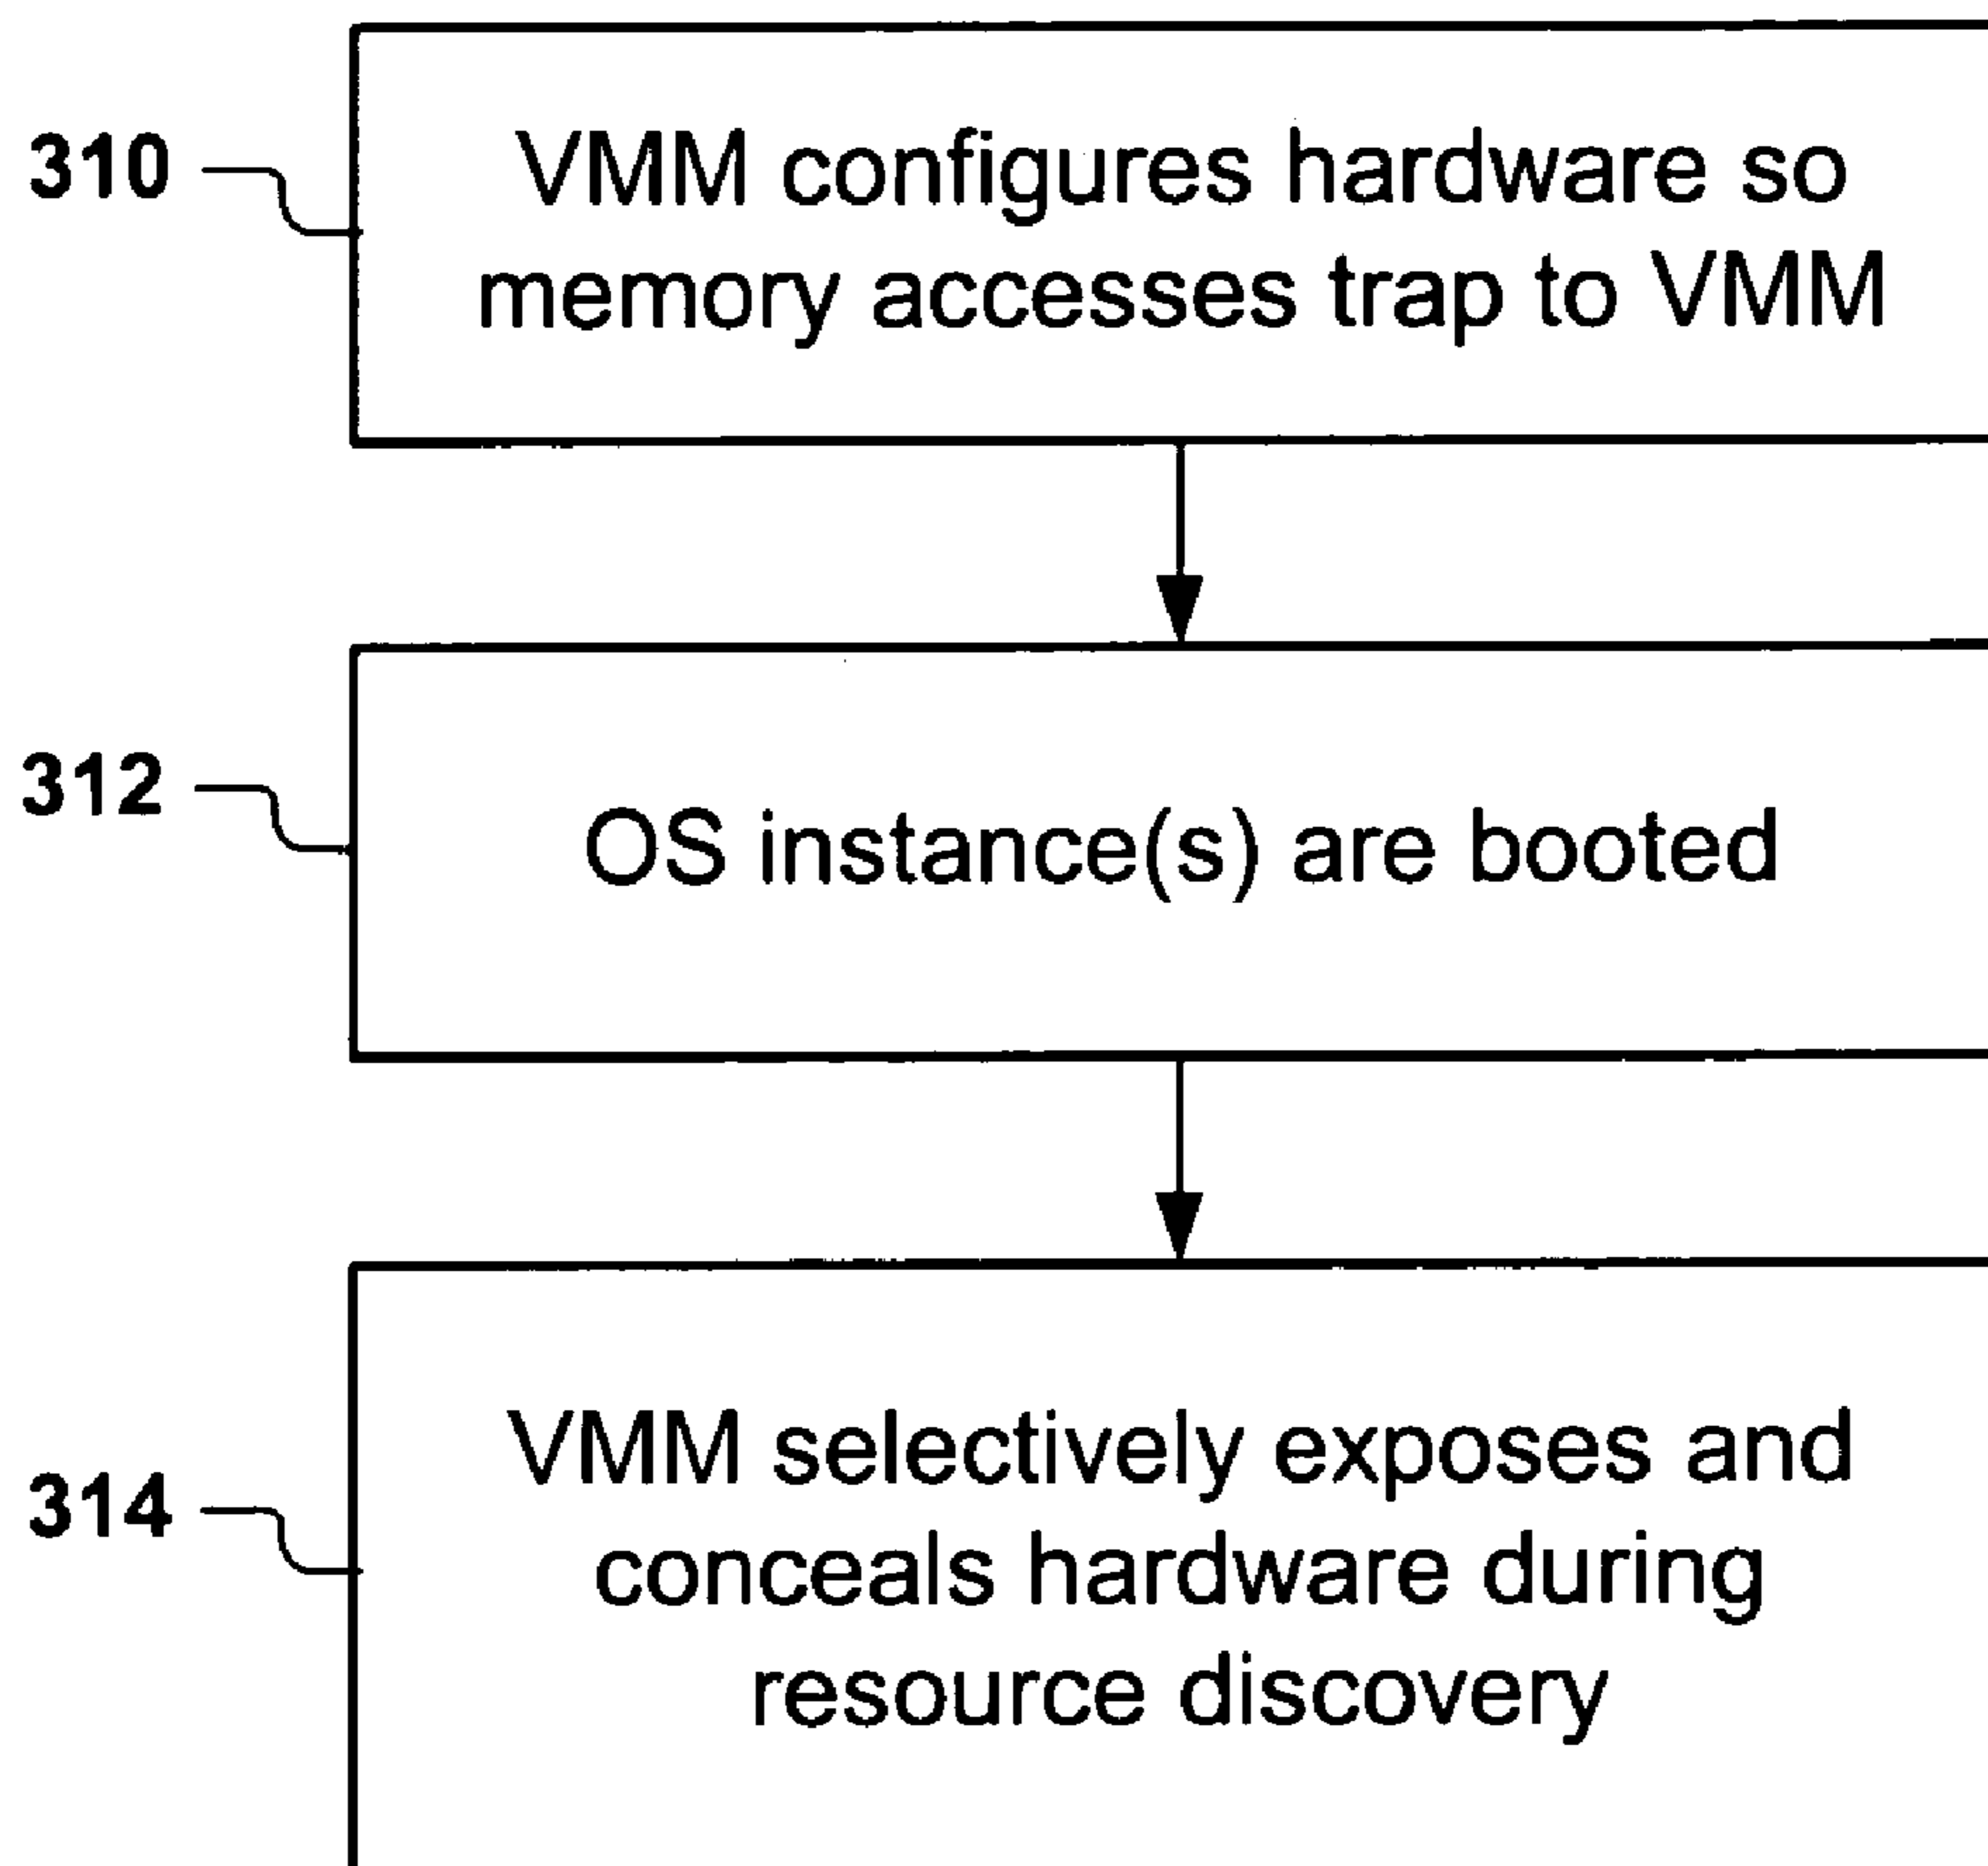 310
VMM configures hardware so
memory accesses trap to VMM
312
OS instance(s) are booted
314
VMM selectively exposes and
conceals hardware during
resource discovery